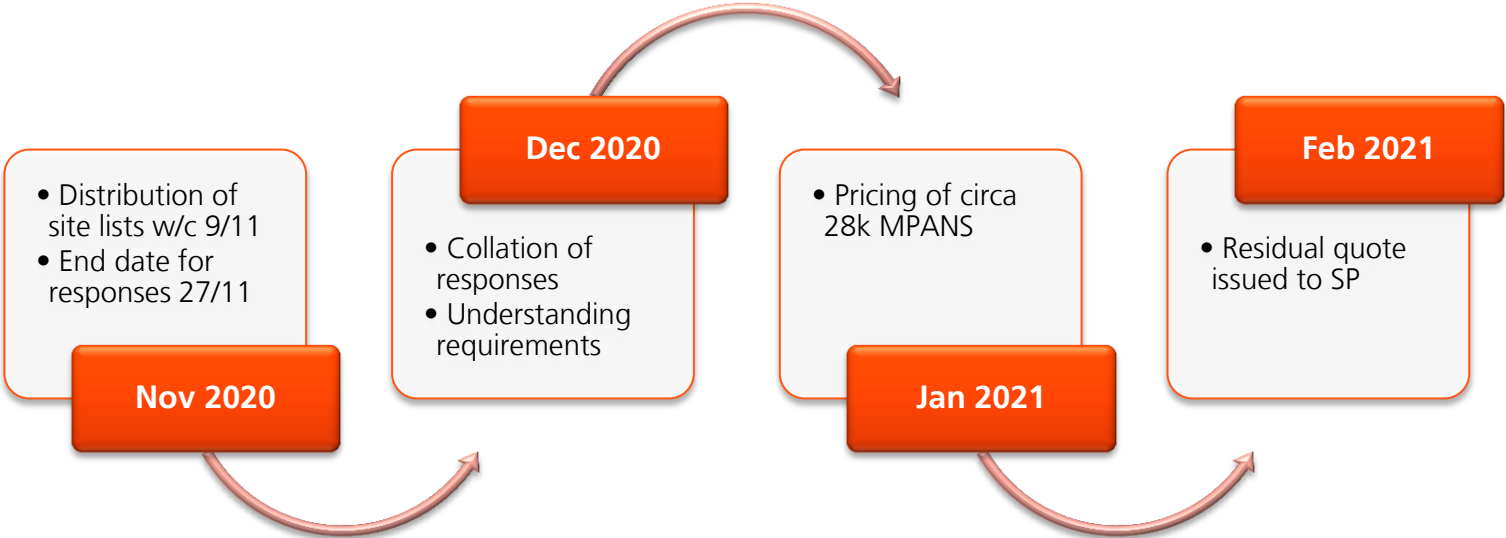 • Distribution of
site lists w/c 9/11
• End date for
responses 27/11
Nov 2020
Dec 2020
• Collation of
responses
• Understanding
requirements
• Pricing of circa
28k MPANS
Jan 2021
Feb 2021
• Residual quote
issued to SP